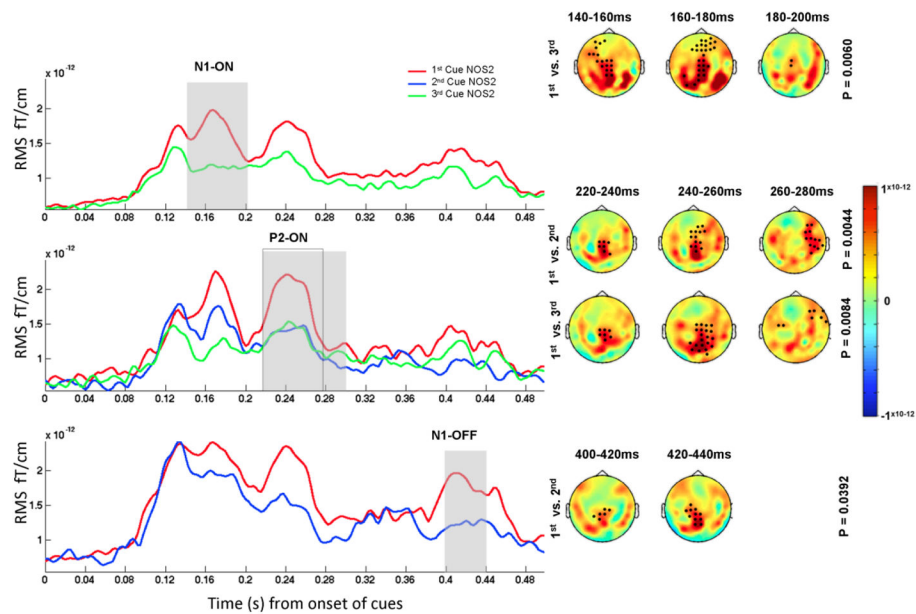 140-160ms 160-180ms 180-200ms
x 10⁻¹²
N1-ON
1ˢᵗ Cue NOS2
2ⁿᵈ Cue NOS2
3ʳᵈ Cue NOS2
RMS fT/cm
2
1.5
1
0 0.04 0.08 0.12 0.16 0.2 0.24 0.28 0.32 0.36 0.4 0.44 0.48
1ˢᵗ vs. 3ʳᵈ
P = 0.0060
220-240ms 240-260ms 260-280ms
x 10⁻¹²
P2-ON
RMS fT/cm
2
1.5
1
0 0.04 0.08 0.12 0.16 0.2 0.24 0.28 0.32 0.36 0.4 0.44 0.48
1ˢᵗ vs. 2ⁿᵈ
P = 0.0044
1ˢᵗ vs. 3ʳᵈ
P = 0.0084
1ˣ¹⁰⁻¹²
0
-1ˣ¹⁰⁻¹²
x 10⁻¹²
N1-OFF
RMS fT/cm
2
1.5
1
0 0.04 0.08 0.12 0.16 0.2 0.24 0.28 0.32 0.36 0.4 0.44 0.48
Time (s) from onset of cues
400-420ms 420-440ms
1ˢᵗ vs. 2ⁿᵈ
P = 0.0392